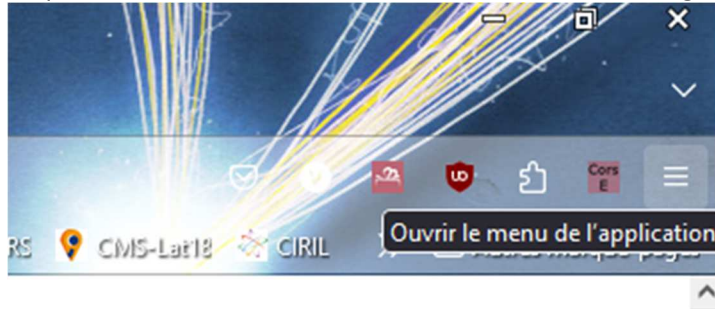 Cors
E
Ouvrir le menu de l'application
RS CMS-Lat18 CIRIL